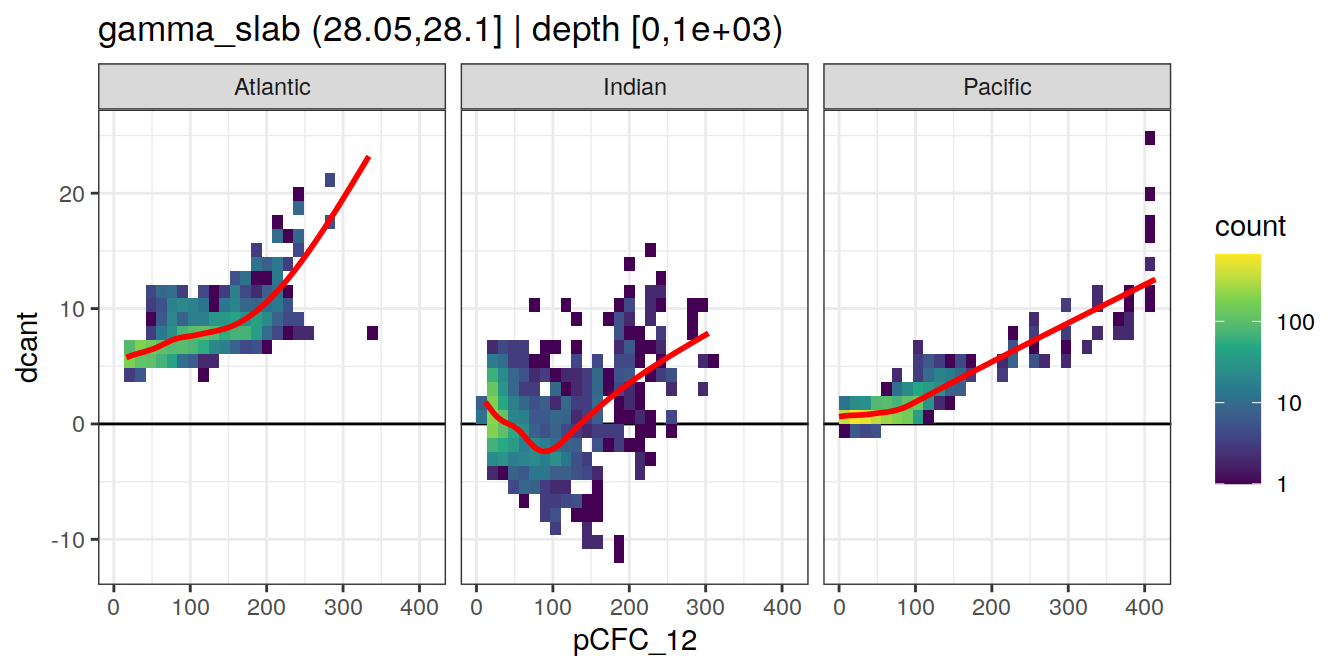 gamma_slab (28.05,28.1] | depth [0,1e+03)
Atlantic Indian Pacific
dcant
20
10
0
-10
0 100 200 300 400 0 100 200 300 400 0 100 200 300 400
pCFC_12
count
100
10
1